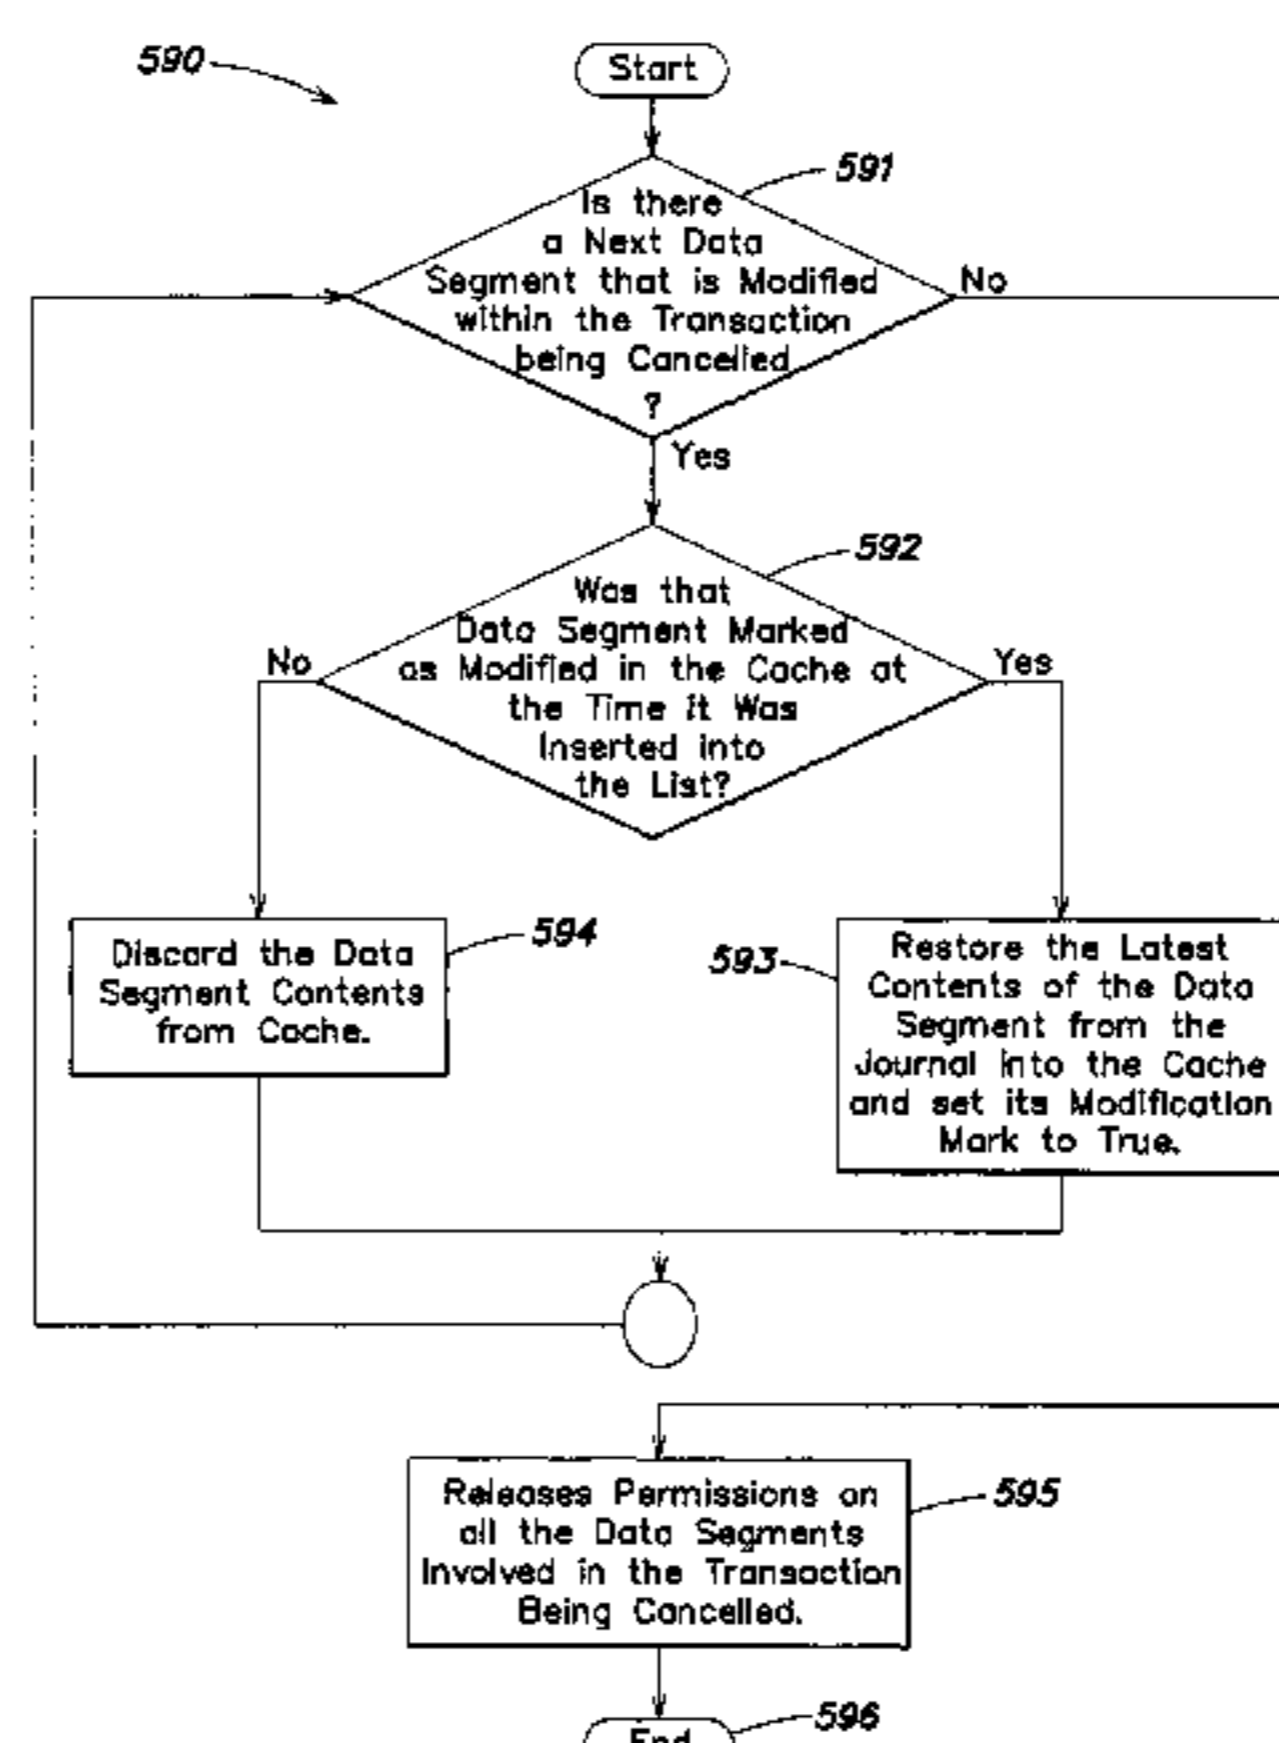 590
Start
591
Is there
a Next Data
Segment that is Modified
within the Transaction
being Cancelled
?
No
Yes
592
Was that
Data Segment Marked
as Modified in the Cache at
the Time it Was
Inserted into
the List?
No
Yes
594
Discard the Data
Segment Contents
from Cache.
593
Restore the Latest
Contents of the Data
Segment from the
Journal into the Cache
and set its Modification
Mark to True.
Releases Permissions on
all the Data Segments
Involved in the Transaction
Being Cancelled.
595
596
End